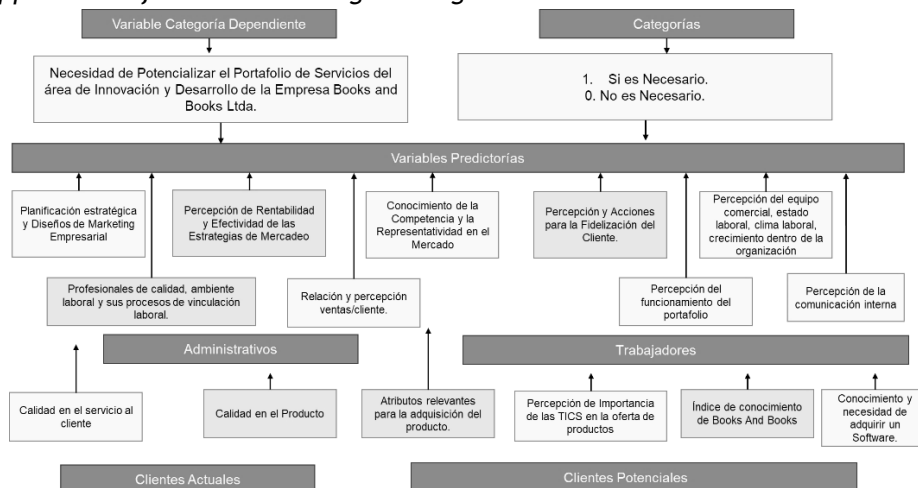 Variable Categoría Dependiente
Categorías
Necesidad de Potencializar el Portafolio de Servicios del
área de Innovación y Desarrollo de la Empresa Books and
Books Ltda.
1. Si es Necesario.
0. No es Necesario.
Variables Predictorías
Planificación estratégica
y Diseños de Marketing
Empresarial
Percepción de Rentabilidad
y Efectividad de las
Estrategias de Mercadeo
Conocimiento de la
Competencia y la
Representatividad en el
Mercado
Percepción y Acciones
para la Fidelización del
Cliente.
Percepción del equipo
comercial, estado
laboral, clima laboral,
crecimiento dentro de la
organización
Profesionales de calidad, ambiente
laboral y sus procesos de vinculación
laboral.
Relación y percepción
ventas/cliente.
Percepción del
funcionamiento del
portafolio
Percepción de la
comunicación interna
Administrativos
Trabajadores
Calidad en el servicio al
cliente
Calidad en el Producto
Atributos relevantes
para la adquisición del
producto.
Percepción de Importancia
de las TICS en la oferta de
productos
Índice de conocimiento
de Books And Books
Conocimiento y
necesidad de
adquirir un
Software.
Clientes Actuales
Clientes Potenciales